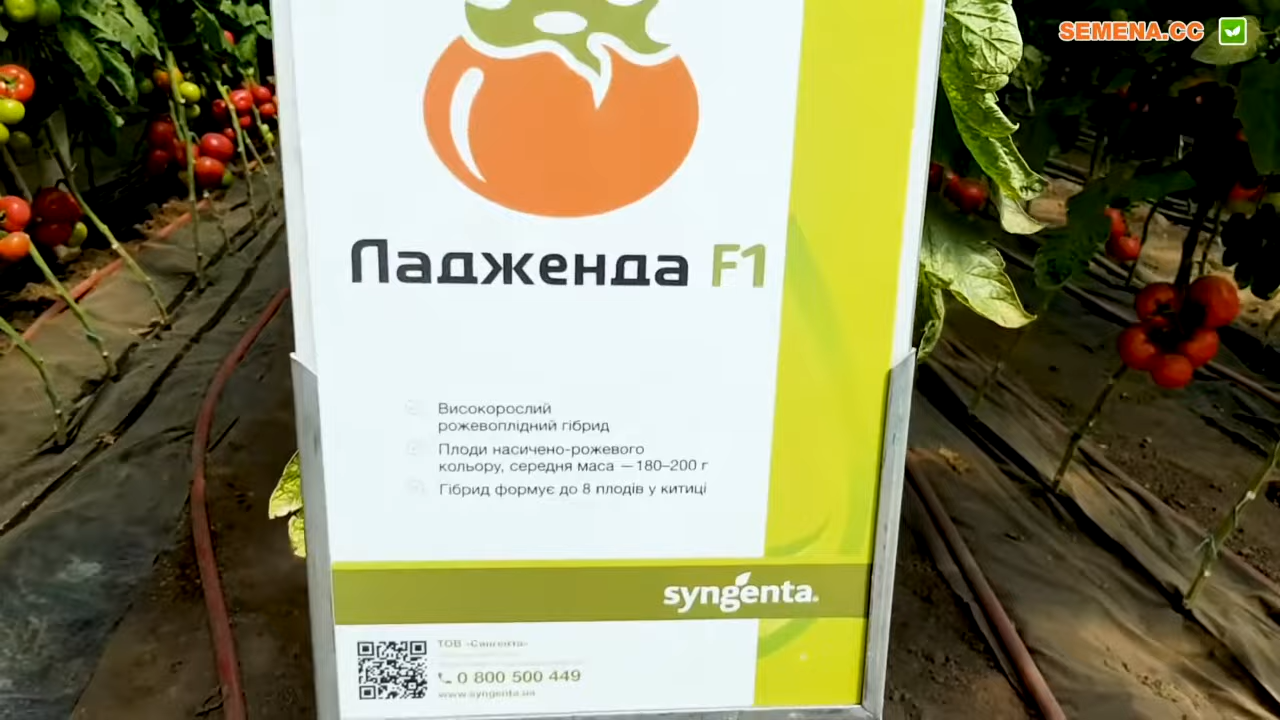 SEMENA.CC
Ладженда F1
Високорослий
рожевоплідний гібрид
Плоди насичено-рожевого
кольору, середня маса — 180–200 г
Гібрид формує до 8 плодів у китиці
syngenta.
ТОВ «Сингента»
0 800 500 449
www.syngenta.ua